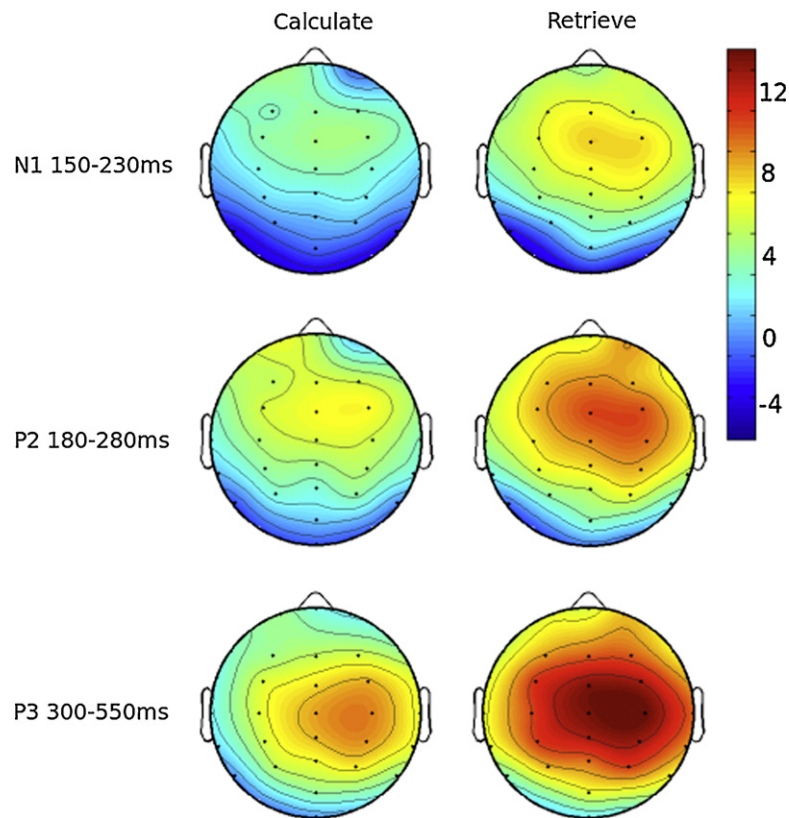 Calculate Retrieve
N1 150-230ms
P2 180-280ms
P3 300-550ms
12
8
4
0
-4